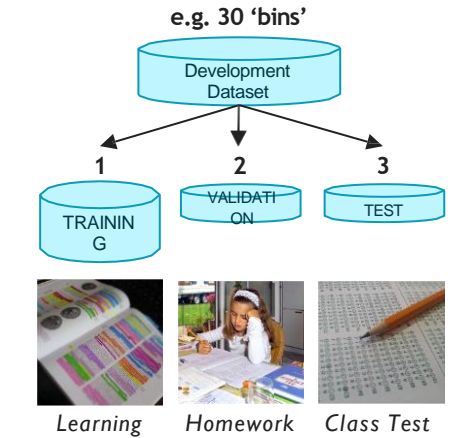 e.g. 30 ‘bins’
Development
Dataset
1
2
3
TRAININ
G
VALIDATI
ON
TEST
Learning
Homework
Class Test